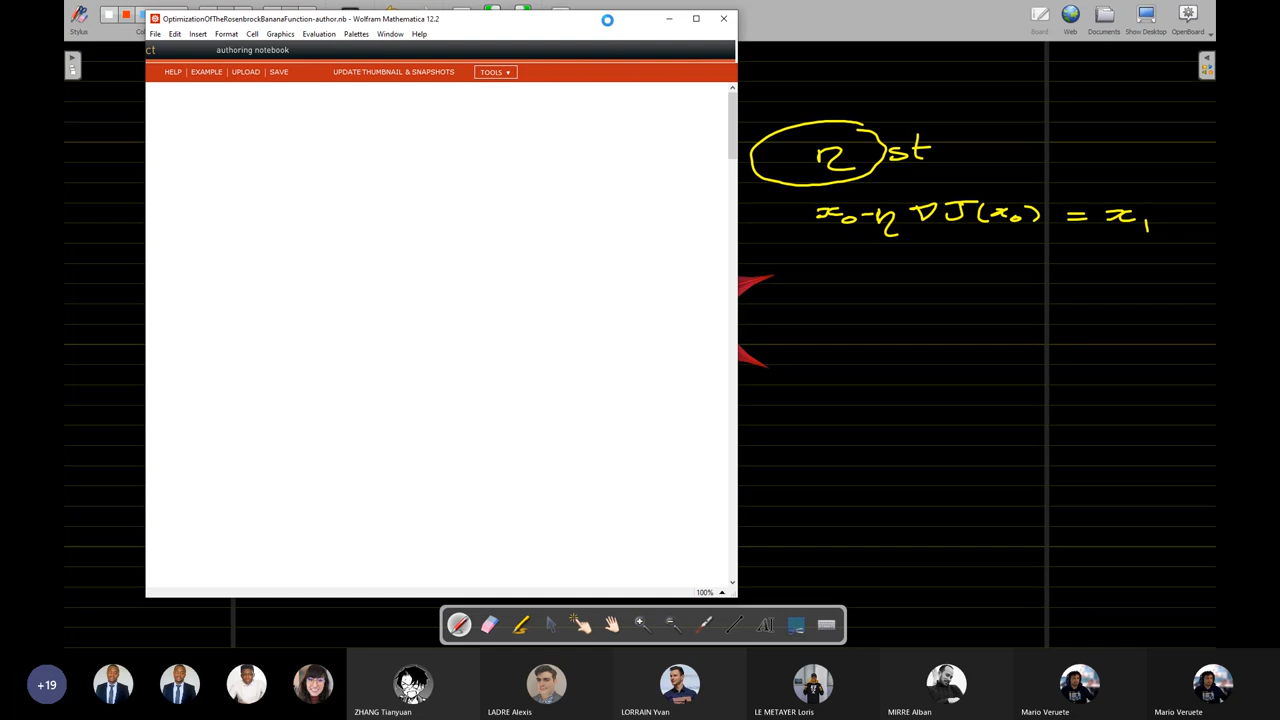 OptimizationOfTheRosenbrockBananaFunction-author.nb - Wolfram Mathematica 12.2
File Edit Insert Format Cell Graphics Evaluation Palettes Window Help
ct authoring notebook
HELP | EXAMPLE | UPLOAD | SAVE UPDATE THUMBNAIL & SNAPSHOTS TOOLS ▾
100%
Stylus
Board Web Documents Show Desktop OpenBoard
η st
x₀-η ∇J(x₀) = x₁
+19
ZHANG Tianyuan LADRE Alexis LORRAIN Yvan LE METAYER Loris MIRRE Alban Mario Veruete Mario Veruete